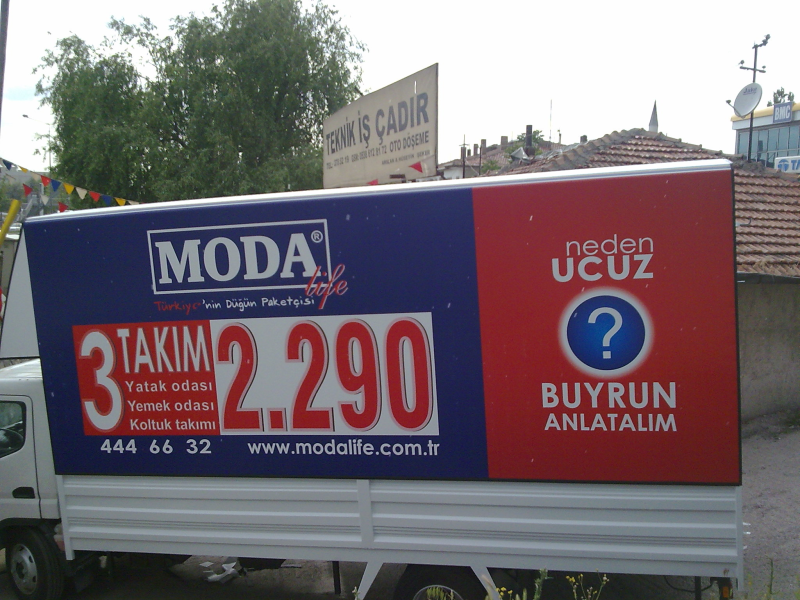 TEKNİK İŞ ÇADIR
OTO DÖŞEME
MODA®
life
Türkiye'nin Düğün Paketçisi
3 TAKIM
Yatak odası
Yemek odası
Koltuk takımı
2.290
444 66 32 www.modalife.com.tr
neden
UCUZ
?
BUYRUN
ANLATALIM